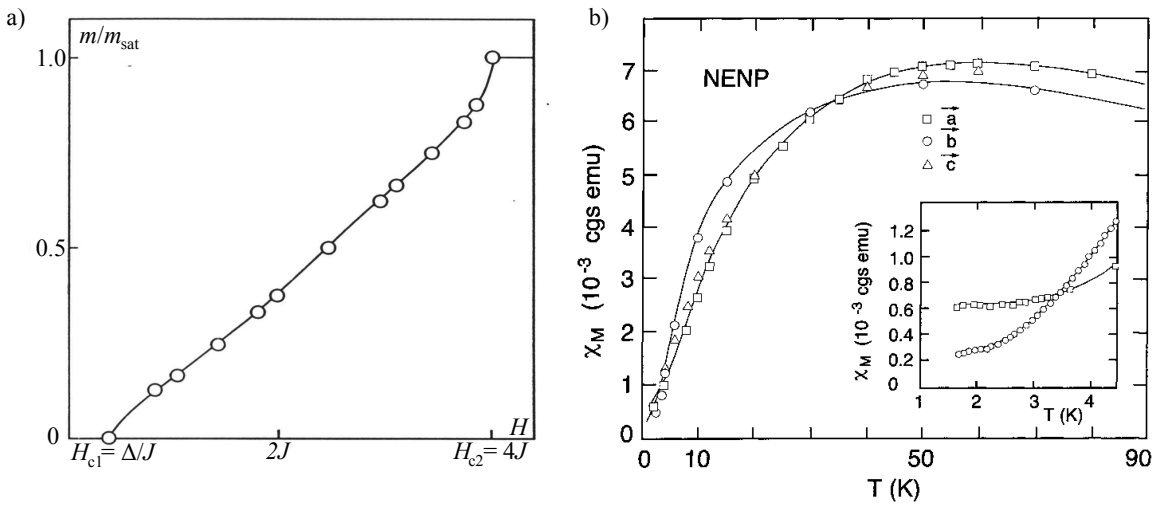 a)
m/m_sat
1.0
0.5
0
H
H_c1 = Δ/J
2J
H_c2 = 4J
b)
NENP
a
b
c
χ_M (10⁻³ cgs emu)
7
6
5
4
3
2
1
0
0 10 50 90
T (K)
χ_M (10⁻³ cgs emu)
1.2
1.0
0.8
0.6
0.4
0.2
0
1 2 3 4
T (K)